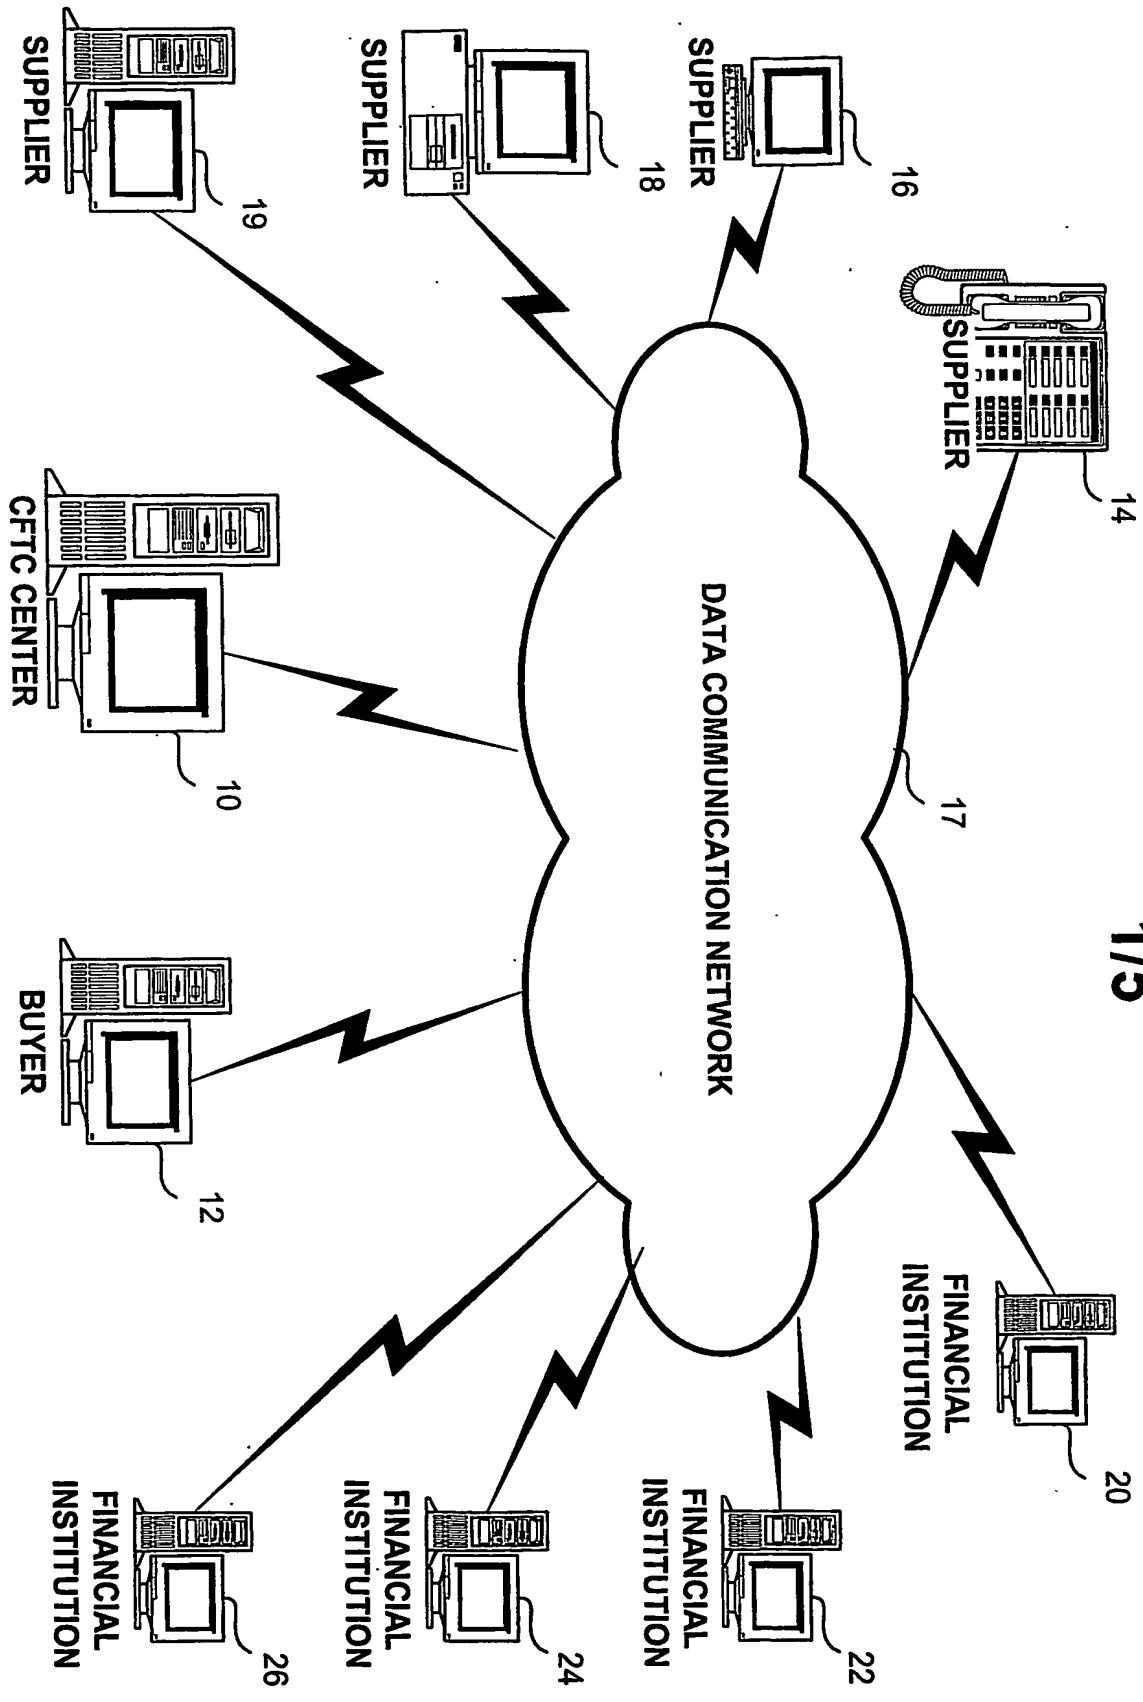 1/5
14
SUPPLIER
20
FINANCIAL
INSTITUTION
17
16
SUPPLIER
22
FINANCIAL
INSTITUTION
DATA COMMUNICATION NETWORK
18
SUPPLIER
24
FINANCIAL
INSTITUTION
19
SUPPLIER
10
CFTC CENTER
12
BUYER
26
FINANCIAL
INSTITUTION